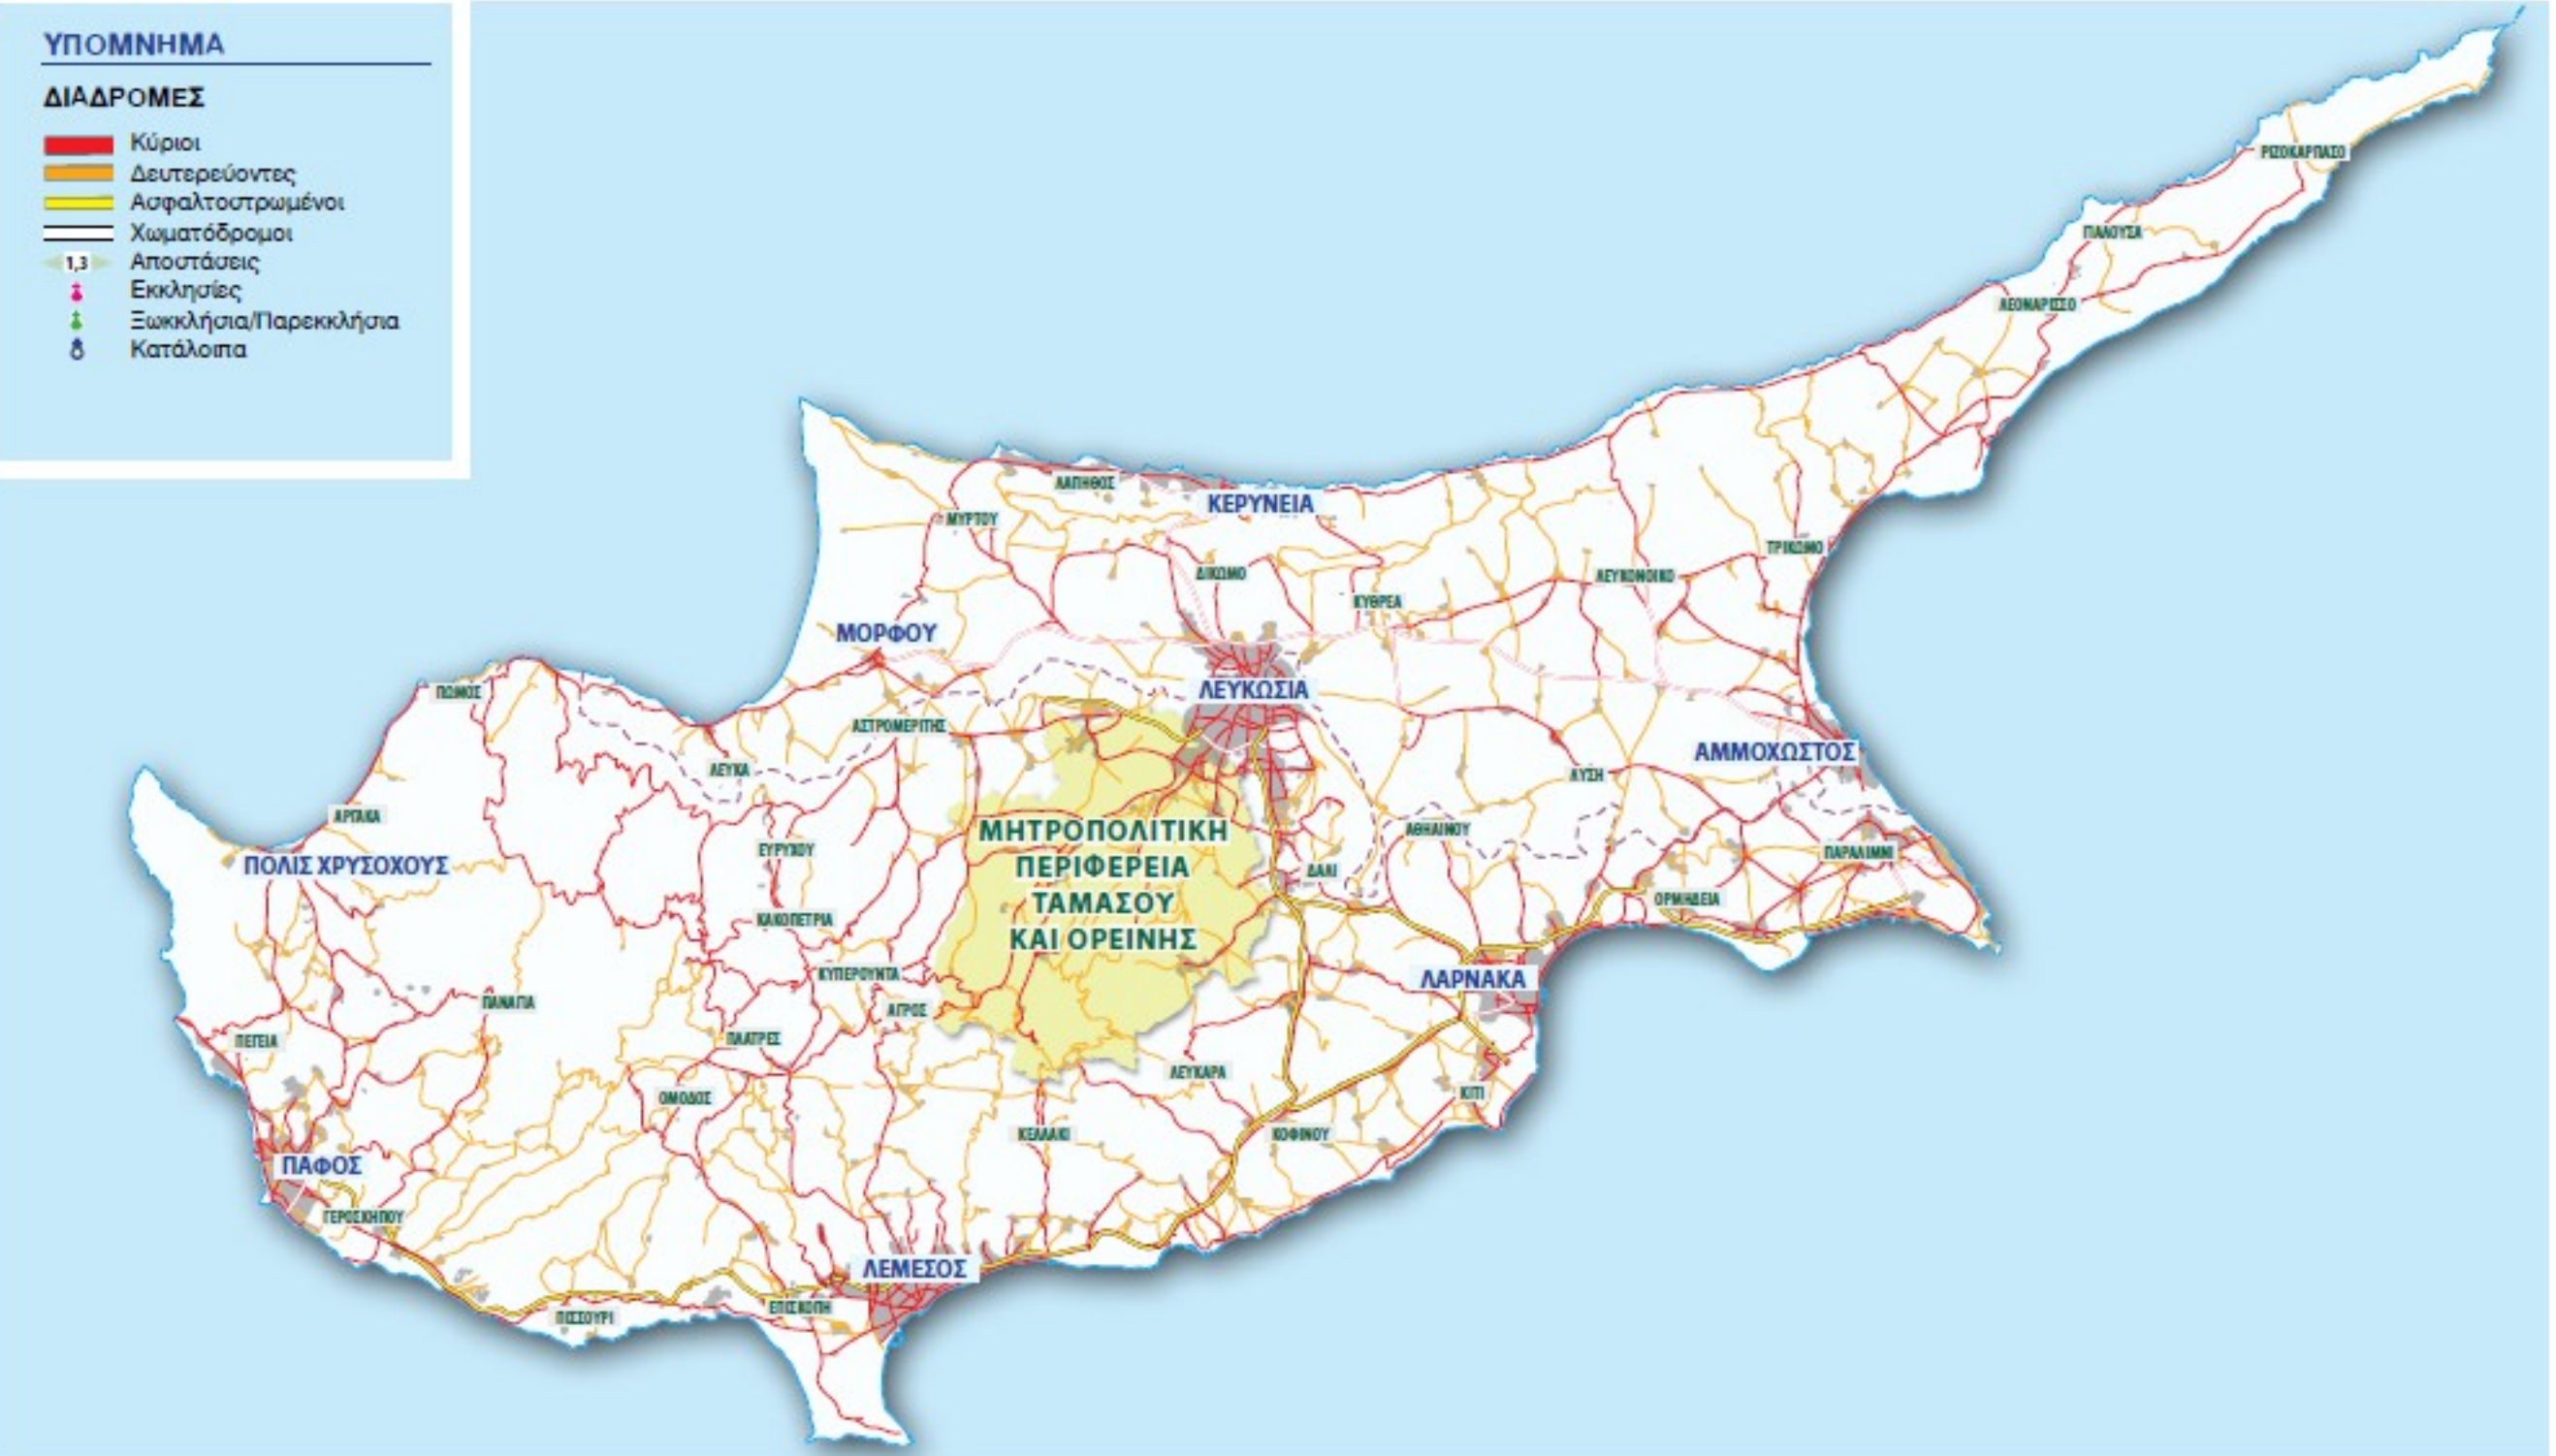 ΥΠΟΜΝΗΜΑ
ΔΙΑΔΡΟΜΕΣ
Κύριοι
Δευτερεύοντες
Ασφαλτοστρωμένοι
Χωματόδρομοι
1,3 Αποστάσεις
Εκκλησίες
Ξωκκλήσια/Παρεκκλήσια
Κατάλοιπα
ΡΙΖΟΚΑΡΠΑΣΟ
ΓΙΑΛΟΥΣΑ
ΛΕΟΝΑΡΙΣΣΟ
ΛΑΠΗΘΟΣ
ΚΕΡΥΝΕΙΑ
ΜΥΡΤΟΥ
ΤΡΙΚΩΜΟ
ΔΙΚΩΜΟ
ΛΕΥΚΟΝΟΙΚΟ
ΚΥΘΡΕΑ
ΜΟΡΦΟΥ
ΛΕΥΚΩΣΙΑ
ΠΩΜΟΣ
ΑΣΤΡΟΜΕΡΙΤΗΣ
ΑΜΜΟΧΩΣΤΟΣ
ΛΕΥΚΑ
ΛΥΣΗ
ΑΡΓΑΚΑ
ΑΘΗΑΙΝΟΥ
ΜΗΤΡΟΠΟΛΙΤΙΚΗ
ΠΕΡΙΦΕΡΕΙΑ
ΤΑΜΑΣΟΥ
ΚΑΙ ΟΡΕΙΝΗΣ
ΕΥΡΥΧΟΥ
ΠΑΡΑΛΙΜΝΙ
ΠΟΛΙΣ ΧΡΥΣΟΧΟΥΣ
ΔΑΛΙ
ΟΡΜΗΔΕΙΑ
ΚΑΚΟΠΕΤΡΙΑ
ΚΥΠΕΡΟΥΝΤΑ
ΛΑΡΝΑΚΑ
ΠΑΝΑΓΙΑ
ΑΓΡΟΣ
ΠΕΓΕΙΑ
ΠΛΑΤΡΕΣ
ΛΕΥΚΑΡΑ
ΚΙΤΙ
ΟΜΟΔΟΣ
ΚΕΛΛΑΚΙ
ΚΟΦΙΝΟΥ
ΠΑΦΟΣ
ΓΕΡΟΣΚΗΠΟΥ
ΛΕΜΕΣΟΣ
ΕΠΙΣΚΟΠΗ
ΠΙΣΣΟΥΡΙ